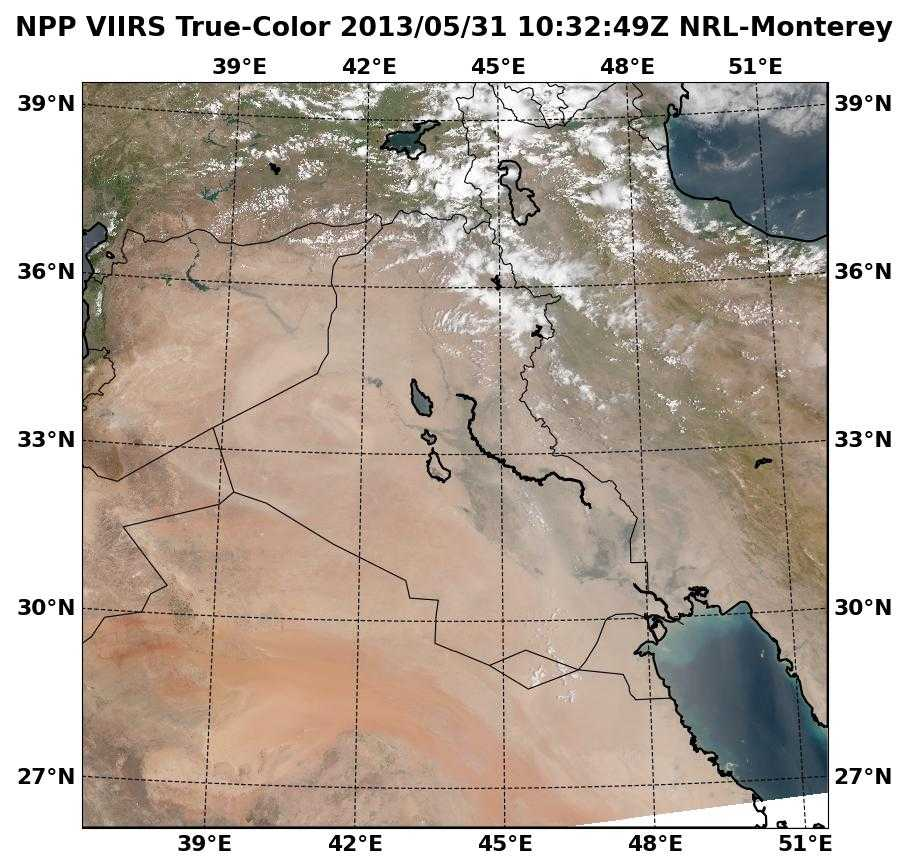 NPP VIIRS True-Color 2013/05/31 10:32:49Z NRL-Monterey
39°E 42°E 45°E 48°E 51°E
39°N 39°N
36°N 36°N
33°N 33°N
30°N 30°N
27°N 27°N
39°E 42°E 45°E 48°E 51°E